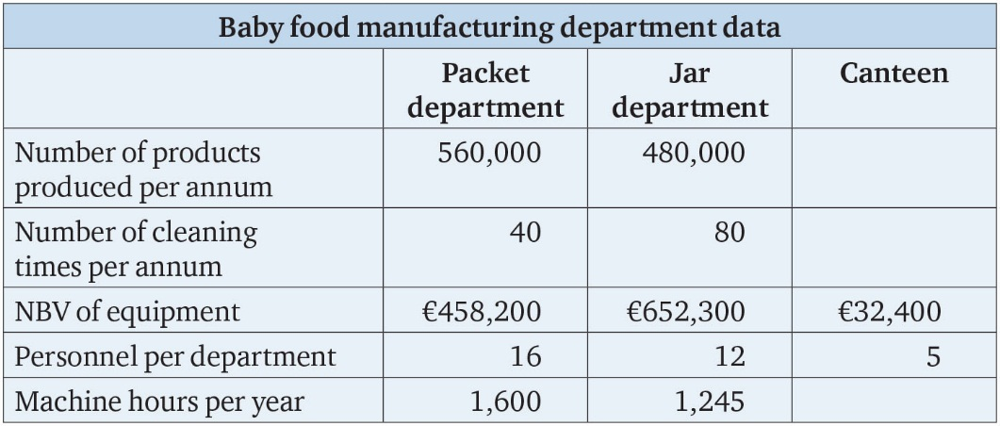 Baby food manufacturing department data
Packet department
Jar department
Canteen
Number of products produced per annum
560,000
480,000
Number of cleaning times per annum
40
80
NBV of equipment
€458,200
€652,300
€32,400
Personnel per department
16
12
5
Machine hours per year
1,600
1,245